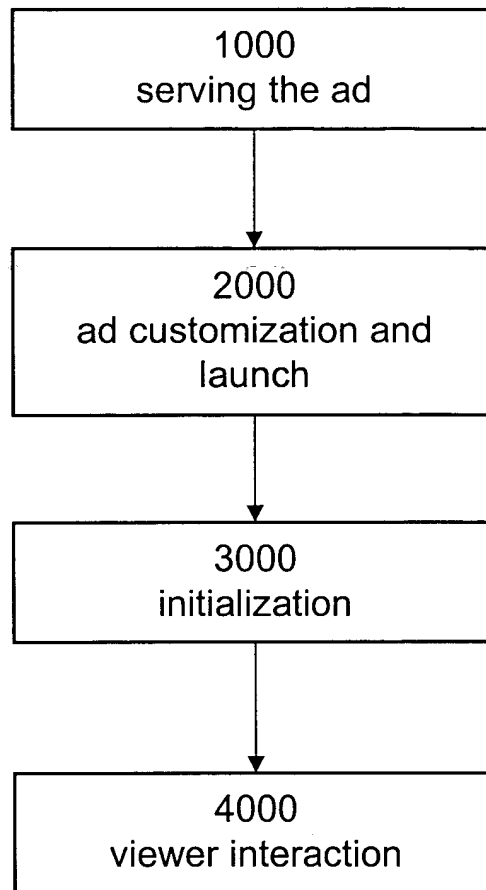 1000
serving the ad
2000
ad customization and
launch
3000
initialization
4000
viewer interaction